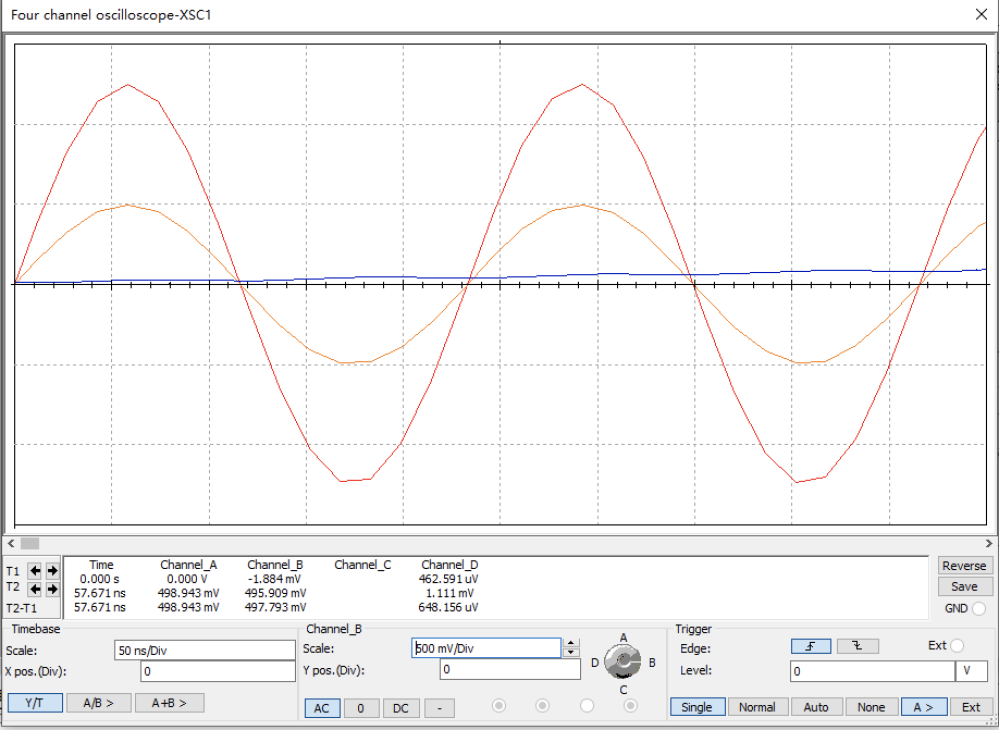 Four channel oscilloscope-XSC1
T1
T2
T2-T1
Time Channel_A Channel_B Channel_C Channel_D
0.000 s 0.000 V -1.884 mV 462.591 uV
57.671 ns 498.943 mV 495.909 mV 1.111 mV
57.671 ns 498.943 mV 497.793 mV 648.156 uV
Reverse
Save
GND
Timebase
Scale: 50 ns/Div
X pos.(Div): 0
Y/T A/B > A+B >
Channel_B
Scale: 500 mV/Div
Y pos.(Div): 0
AC 0 DC -
A
D B
C
Trigger
Edge: Ext
Level: 0 V
Single Normal Auto None A > Ext